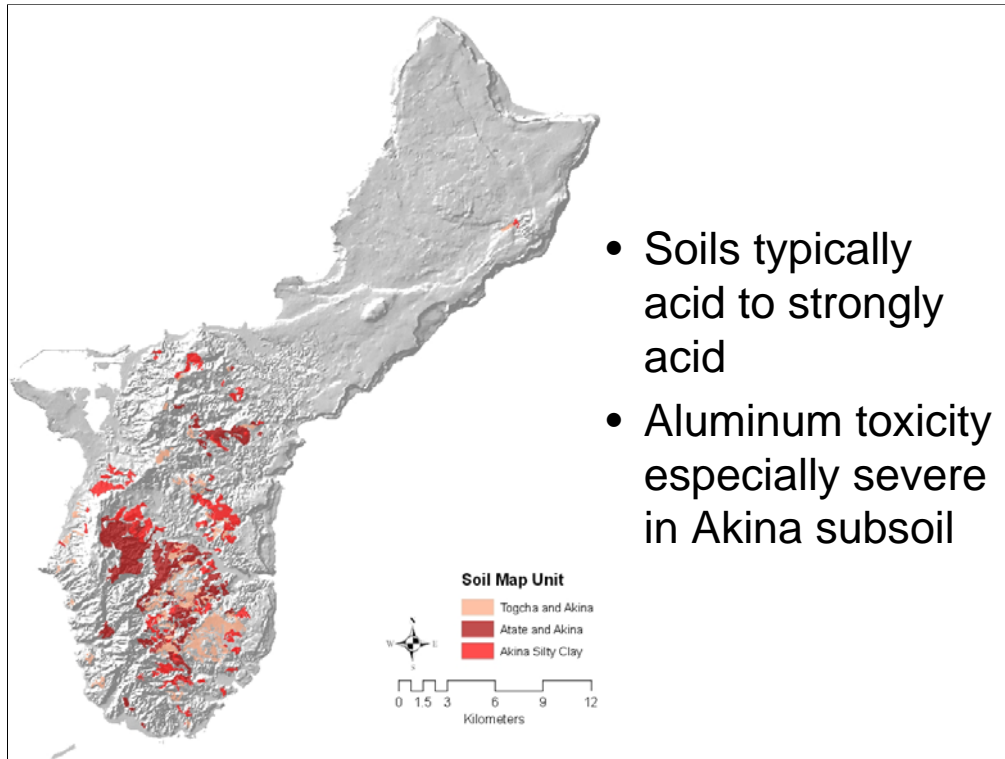 • Soils typically
acid to strongly
acid
• Aluminum toxicity
especially severe
in Akina subsoil
Soil Map Unit
Togcha and Akina
Atate and Akina
Akina Silty Clay
N
W E
S
0 1.5 3 6 9 12
Kilometers